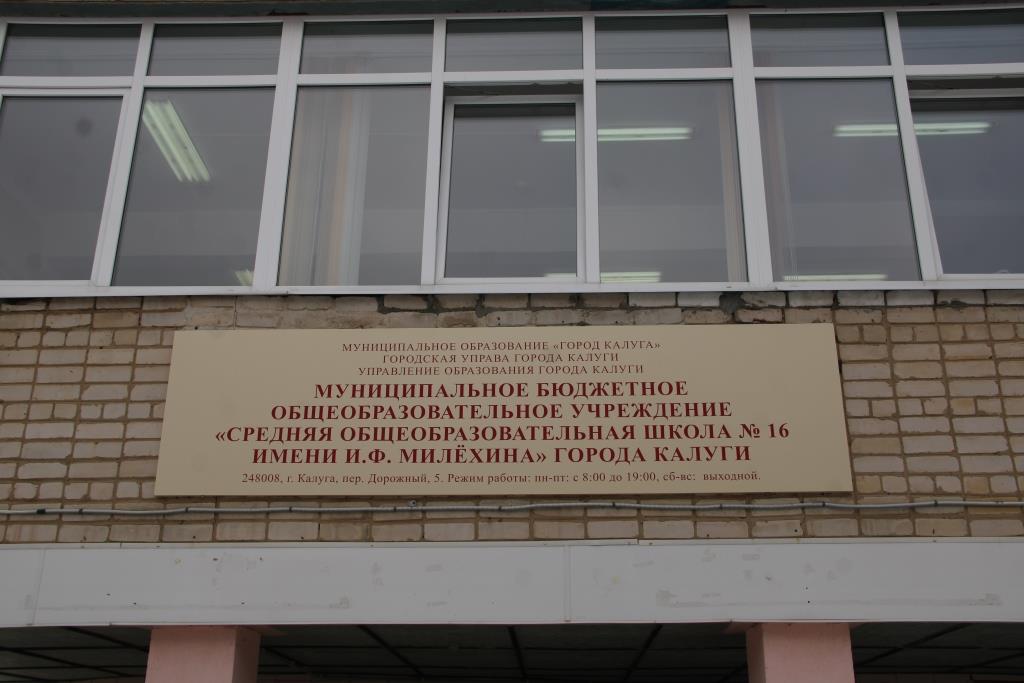 МУНИЦИПАЛЬНОЕ ОБРАЗОВАНИЕ «ГОРОД КАЛУГА»
ГОРОДСКАЯ УПРАВА ГОРОДА КАЛУГИ
УПРАВЛЕНИЕ ОБРАЗОВАНИЯ ГОРОДА КАЛУГИ
МУНИЦИПАЛЬНОЕ БЮДЖЕТНОЕ
ОБЩЕОБРАЗОВАТЕЛЬНОЕ УЧРЕЖДЕНИЕ
«СРЕДНЯЯ ОБЩЕОБРАЗОВАТЕЛЬНАЯ ШКОЛА № 16
ИМЕНИ И.Ф. МИЛЁХИНА» ГОРОДА КАЛУГИ
248008, г. Калуга, пер. Дорожный, 5. Режим работы: пн-пт: с 8:00 до 19:00, сб-вс: выходной.